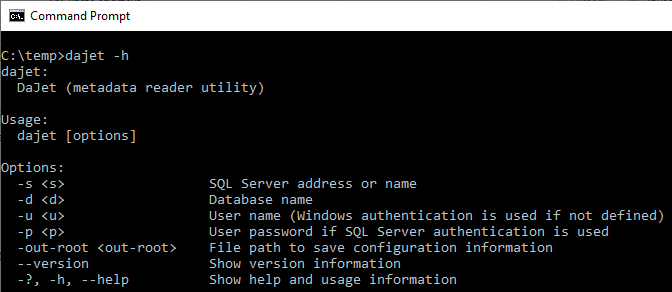 Command Prompt
C:\temp>dajet -h
dajet:
  DaJet (metadata reader utility)
Usage:
  dajet [options]
Options:
  -s <s>                 SQL Server address or name
  -d <d>                 Database name
  -u <u>                 User name (Windows authentication is used if not defined)
  -p <p>                 User password if SQL Server authentication is used
  -out-root <out-root>   File path to save configuration information
  --version              Show version information
  -?, -h, --help         Show help and usage information